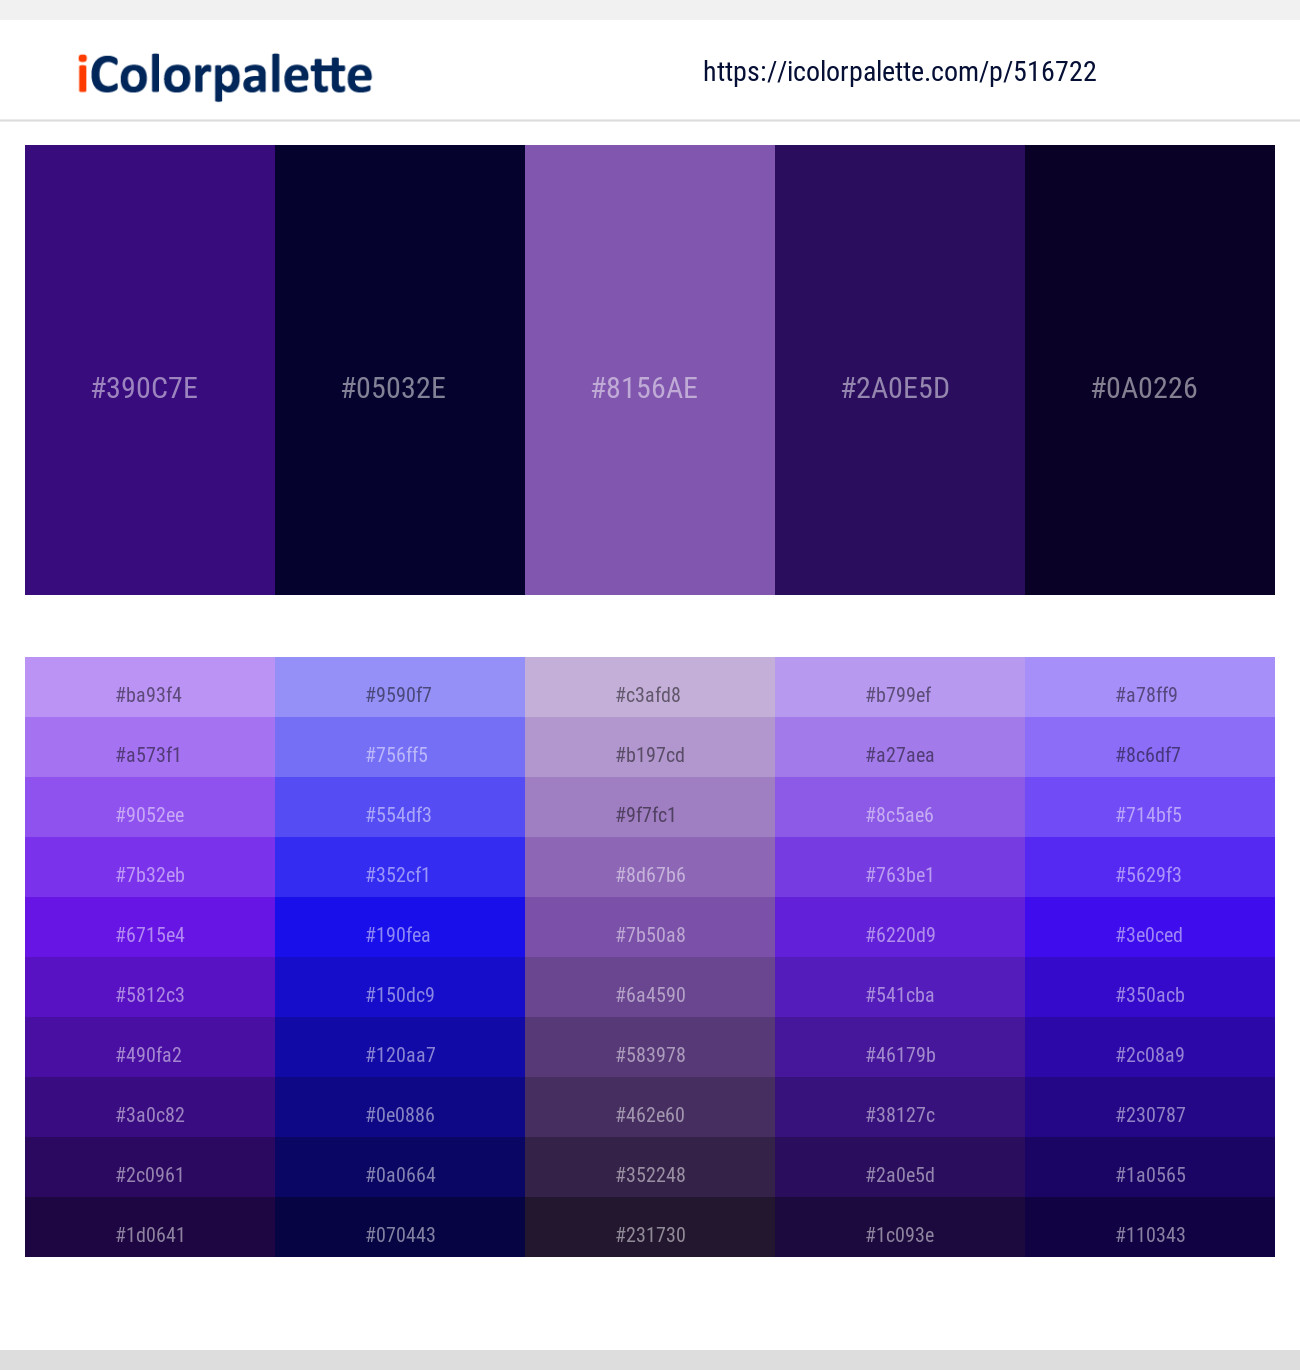 iColorpalette
https://icolorpalette.com/p/516722
#390C7E #05032E #8156AE #2A0E5D #0A0226
#ba93f4 #9590f7 #c3afd8 #b799ef #a78ff9
#a573f1 #756ff5 #b197cd #a27aea #8c6df7
#9052ee #554df3 #9f7fc1 #8c5ae6 #714bf5
#7b32eb #352cf1 #8d67b6 #763be1 #5629f3
#6715e4 #190fea #7b50a8 #6220d9 #3e0ced
#5812c3 #150dc9 #6a4590 #541cba #350acb
#490fa2 #120aa7 #583978 #46179b #2c08a9
#3a0c82 #0e0886 #462e60 #38127c #230787
#2c0961 #0a0664 #352248 #2a0e5d #1a0565
#1d0641 #070443 #231730 #1c093e #110343